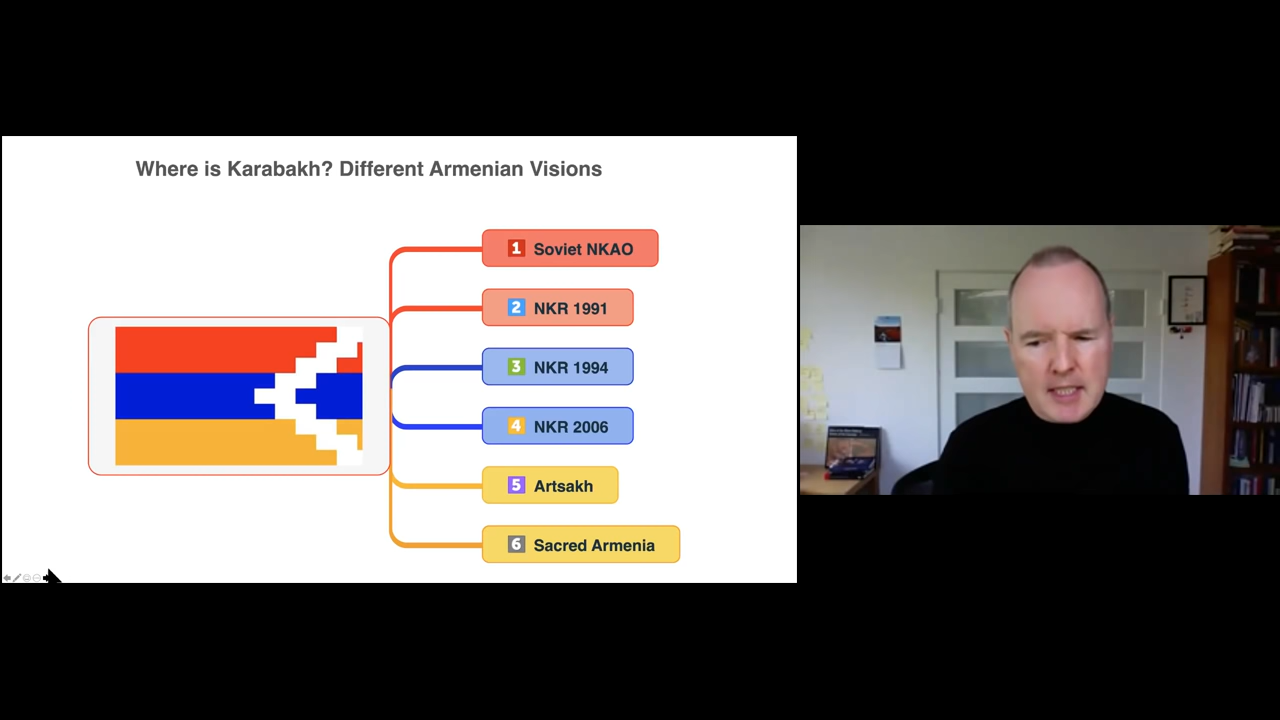 Where is Karabakh? Different Armenian Visions
1 Soviet NKAO
2 NKR 1991
3 NKR 1994
4 NKR 2006
5 Artsakh
6 Sacred Armenia